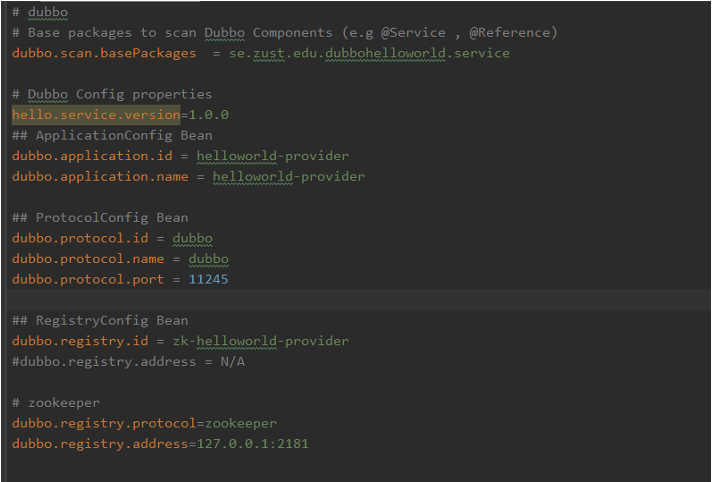 # dubbo
# Base packages to scan Dubbo Components (e.g @Service , @Reference)
dubbo.scan.basePackages  = se.zust.edu.dubbohelloworld.service
# Dubbo Config properties
hello.service.version=1.0.0
## ApplicationConfig Bean
dubbo.application.id = helloworld-provider
dubbo.application.name = helloworld-provider
## ProtocolConfig Bean
dubbo.protocol.id = dubbo
dubbo.protocol.name = dubbo
dubbo.protocol.port = 11245
## RegistryConfig Bean
dubbo.registry.id = zk-helloworld-provider
#dubbo.registry.address = N/A
# zookeeper
dubbo.registry.protocol=zookeeper
dubbo.registry.address=127.0.0.1:2181